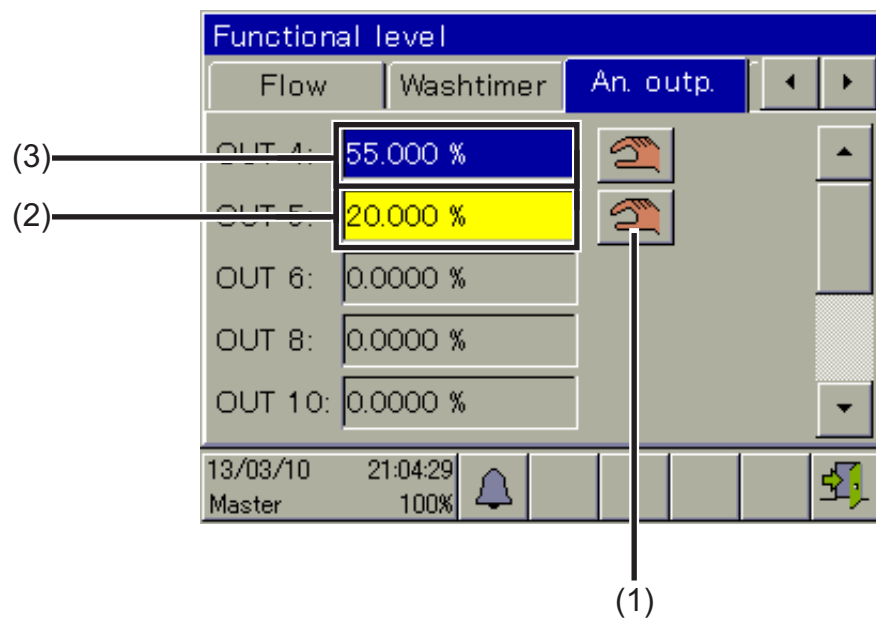 Functional level
Flow Washtimer An. outp.
(3) OUT 4: 55.000 %
(2) OUT 5: 20.000 %
OUT 6: 0.0000 %
OUT 8: 0.0000 %
OUT 10: 0.0000 %
13/03/10 21:04:29
Master 100%
(1)